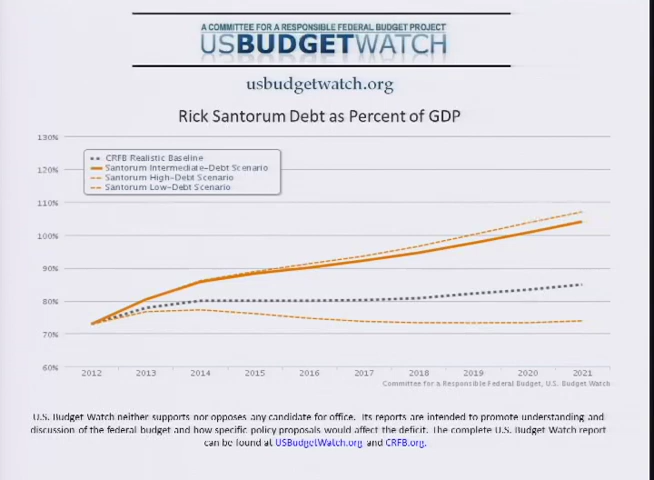 A COMMITTEE FOR A RESPONSIBLE FEDERAL BUDGET PROJECT
USBUDGETWATCH
usbudgetwatch.org
Rick Santorum Debt as Percent of GDP
130%
CRFB Realistic Baseline
Santorum Intermediate-Debt Scenario
Santorum High-Debt Scenario
Santorum Low-Debt Scenario
120%
110%
100%
90%
80%
70%
60%
2012 2013 2014 2015 2016 2017 2018 2019 2020 2021
Committee for a Responsible Federal Budget, U.S. Budget Watch
U.S. Budget Watch neither supports nor opposes any candidate for office. Its reports are intended to promote understanding and
discussion of the federal budget and how specific policy proposals would affect the deficit. The complete U.S. Budget Watch report
can be found at USBudgetWatch.org and CRFB.org.